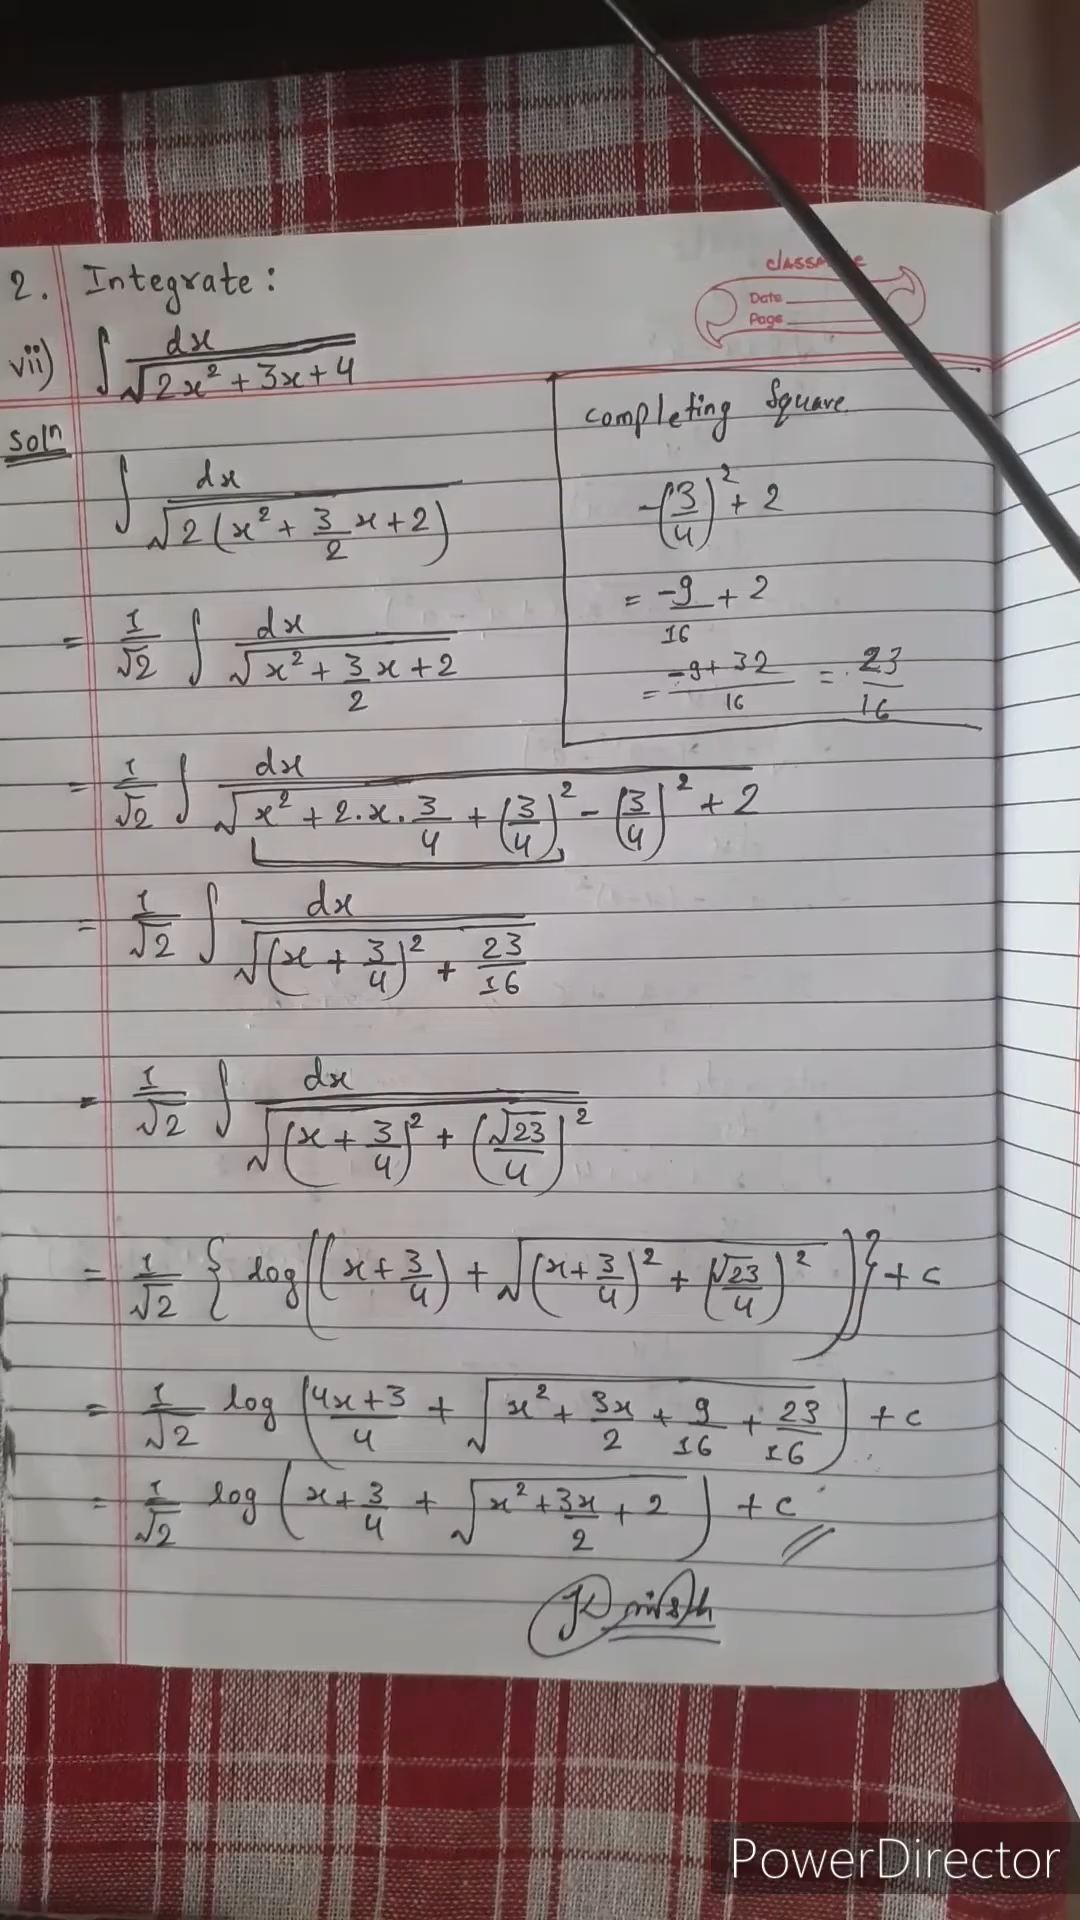 2. Integrate:
Date
Page
vii) ∫ dx / √(2x² + 3x + 4)
Soln
∫ dx / √(2(x² + 3/2 x + 2))
= 1/√2 ∫ dx / √(x² + 3/2 x + 2)
= 1/√2 ∫ dx / √(x² + 2·x·3/4 + (3/4)² - (3/4)² + 2)
= 1/√2 ∫ dx / √((x + 3/4)² + 23/16)
= 1/√2 ∫ dx / √((x + 3/4)² + (√23/4)²)
= 1/√2 { log((x + 3/4) + √((x + 3/4)² + (√23/4)²)) } + c
= 1/√2 log (4x+3/4 + √(x² + 3x/2 + 9/16 + 23/16)) + c
= 1/√2 log (x + 3/4 + √(x² + 3x/2 + 2)) + c
completing Square
-(3/4)² + 2
= -9/16 + 2
= -9+32/16 = 23/16
PowerDirector